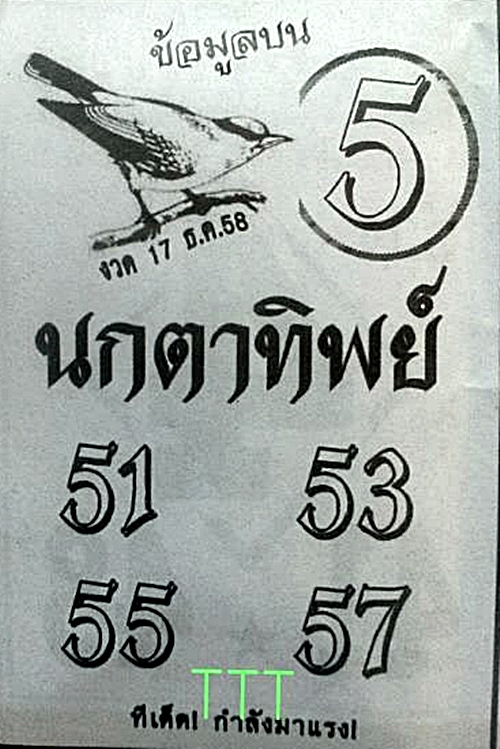 ข้อมูลบน
5
งวด 17 ธ.ค.58
นกตาทิพย์
51 53
55 57
TTT
ทีเด็ด! กำลังมาแรง!